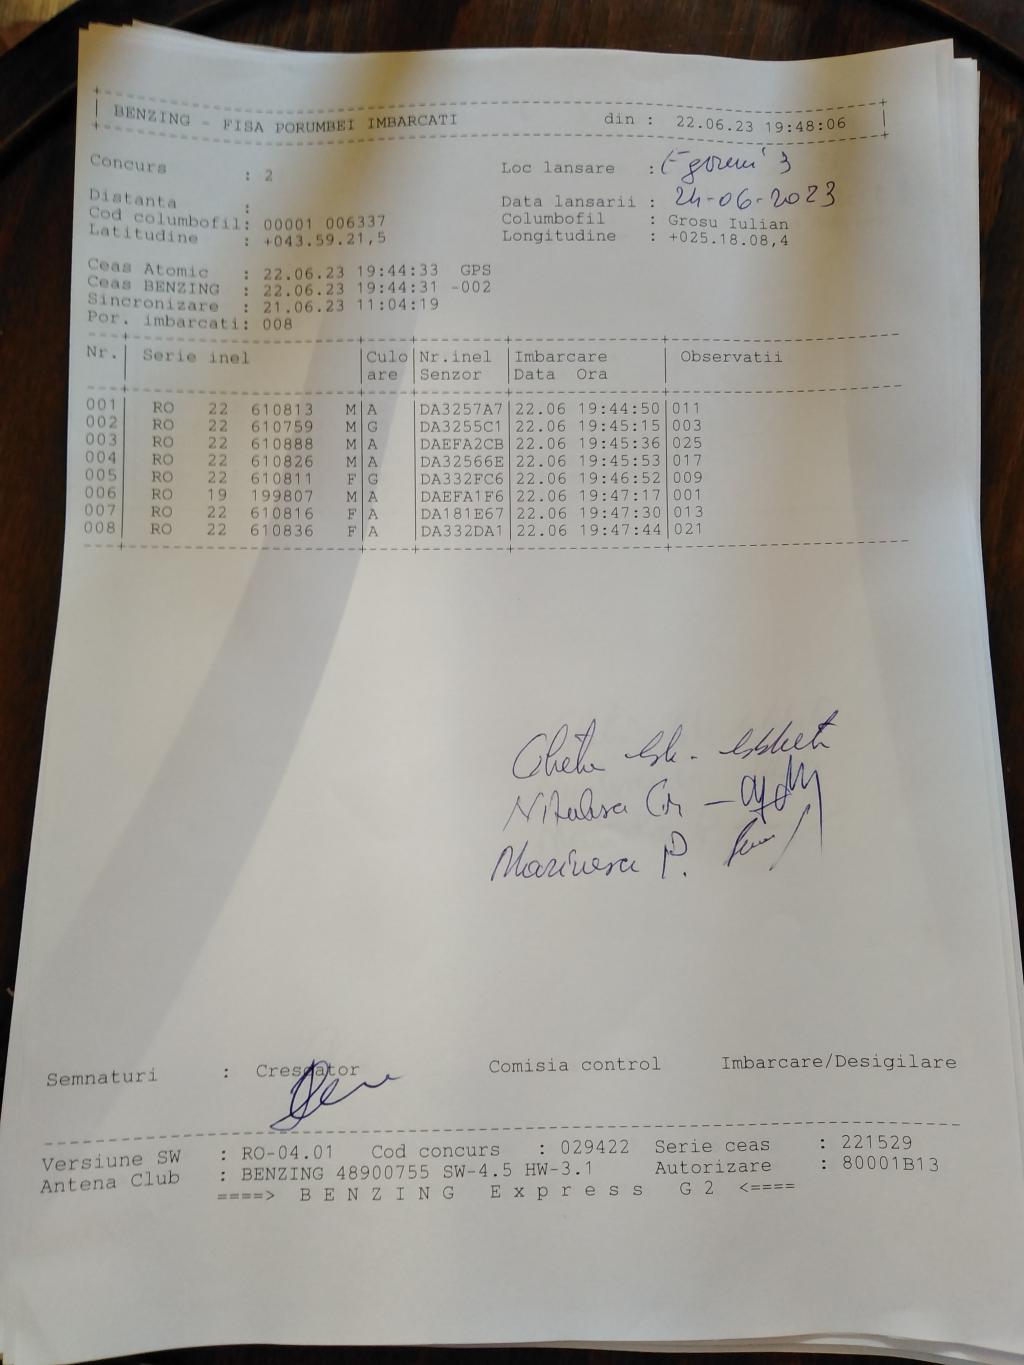 BENZING - FISA PORUMBEI IMBARCATI din : 22.06.23 19:48:06
Concurs : 2 Loc lansare : 3
Distanta : Data lansarii : 24-06-2023
Cod columbofil: 00001 006337 Columbofil : Grosu Iulian
Latitudine : +043.59.21,5 Longitudine : +025.18.08,4
Ceas Atomic : 22.06.23 19:44:33 GPS
Ceas BENZING : 22.06.23 19:44:31 -002
Sincronizare : 21.06.23 11:04:19
Por. imbarcati: 008
Nr. Serie inel Culo Nr.inel Imbarcare Observatii
are Senzor Data Ora
001 RO 22 610813 M A DA3257A7 22.06 19:44:50 011
002 RO 22 610759 M G DA3255C1 22.06 19:45:15 003
003 RO 22 610888 M A DAEFA2CB 22.06 19:45:36 025
004 RO 22 610826 M A DA32566E 22.06 19:45:53 017
005 RO 22 610811 F G DA332FC6 22.06 19:46:52 009
006 RO 19 199807 M A DAEFA1F6 22.06 19:47:17 001
007 RO 22 610816 F A DA181E67 22.06 19:47:30 013
008 RO 22 610836 F A DA332DA1 22.06 19:47:44 021
Marinescu P.
Semnaturi : Crescator Comisia control Imbarcare/Desigilare
Versiune SW : RO-04.01 Cod concurs : 029422 Serie ceas : 221529
Antena Club : BENZING 48900755 SW-4.5 HW-3.1 Autorizare : 80001B13
====> B E N Z I N G E x p r e s s G 2 <====